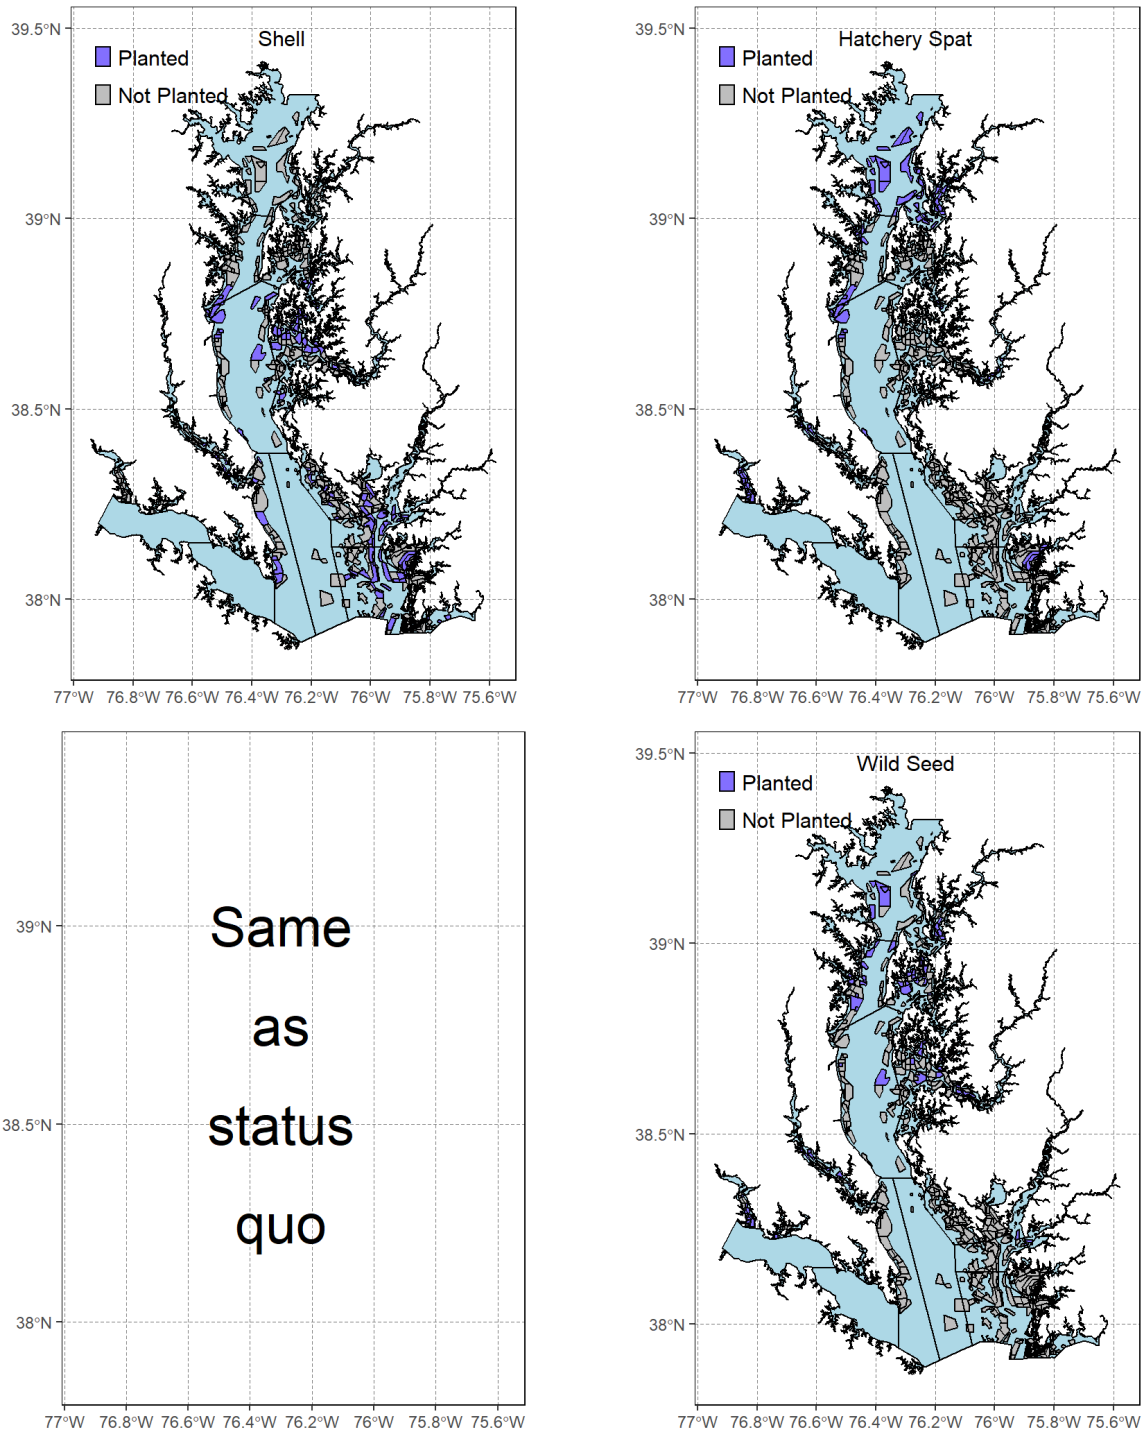 Shell
Planted
Not Planted
39.5°N
39°N
38.5°N
38°N
77°W 76.8°W 76.6°W 76.4°W 76.2°W 76°W 75.8°W 75.6°W
Hatchery Spat
Planted
Not Planted
39.5°N
39°N
38.5°N
38°N
77°W 76.8°W 76.6°W 76.4°W 76.2°W 76°W 75.8°W 75.6°W
Same
as
status
quo
39°N
38.5°N
38°N
77°W 76.8°W 76.6°W 76.4°W 76.2°W 76°W 75.8°W 75.6°W
Wild Seed
Planted
Not Planted
39.5°N
39°N
38.5°N
38°N
77°W 76.8°W 76.6°W 76.4°W 76.2°W 76°W 75.8°W 75.6°W